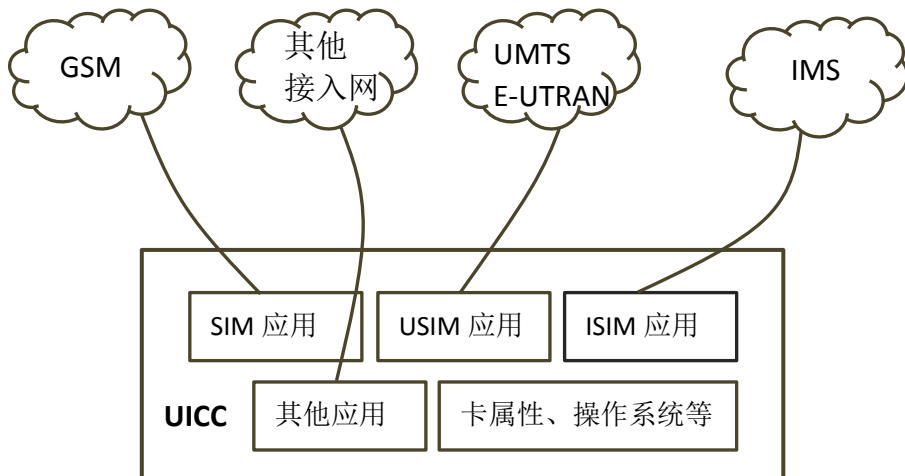 GSM
其他
接入网
UMTS
E-UTRAN
IMS
SIM 应用
USIM 应用
ISIM 应用
UICC
其他应用
卡属性、操作系统等